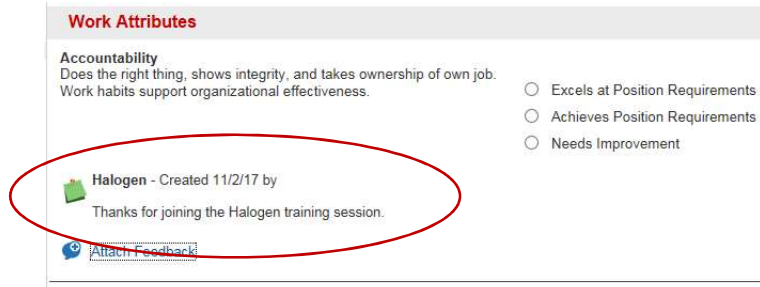 Work Attributes
Accountability
Does the right thing, shows integrity, and takes ownership of own job.
Work habits support organizational effectiveness.
Excels at Position Requirements
Achieves Position Requirements
Needs Improvement
Halogen - Created 11/2/17 by
Thanks for joining the Halogen training session.
Attach Feedback